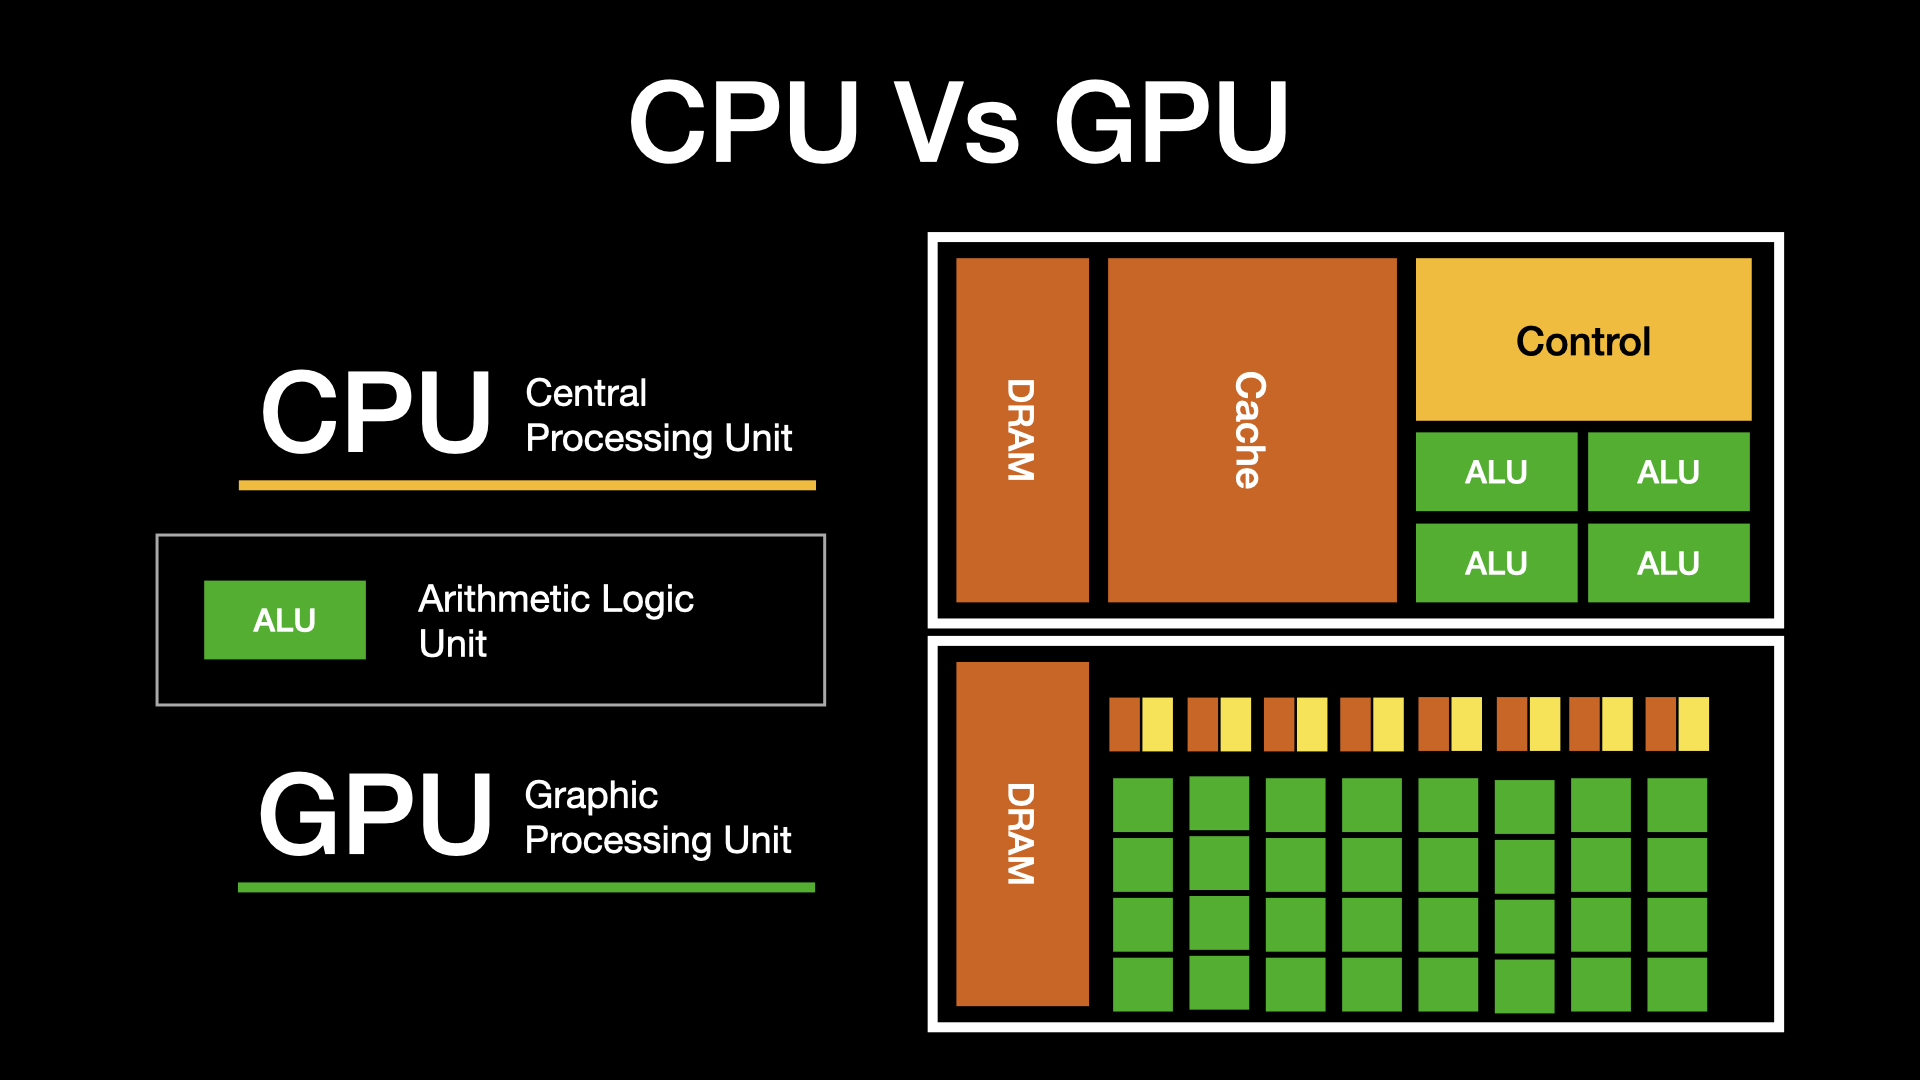 CPU Vs GPU
CPU
Central
Processing Unit
ALU
Arithmetic Logic
Unit
GPU
Graphic
Processing Unit
DRAM
Cache
Control
ALU
ALU
ALU
ALU
DRAM